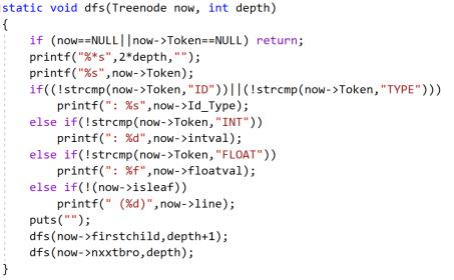 static void dfs(Treenode now, int depth)
{
    if (now==NULL||now->Token==NULL) return;
    printf("%*s",2*depth,"");
    printf("%s",now->Token);
    if((!strcmp(now->Token,"ID"))||(!strcmp(now->Token,"TYPE")))
        printf(": %s",now->Id_Type);
    else if(!strcmp(now->Token,"INT"))
        printf(": %d",now->intval);
    else if(!strcmp(now->Token,"FLOAT"))
        printf(": %f",now->floatval);
    else if(!(now->isleaf))
        printf(" (%d)",now->line);
    puts("");
    dfs(now->firstchild,depth+1);
    dfs(now->nxxtbro,depth);
}